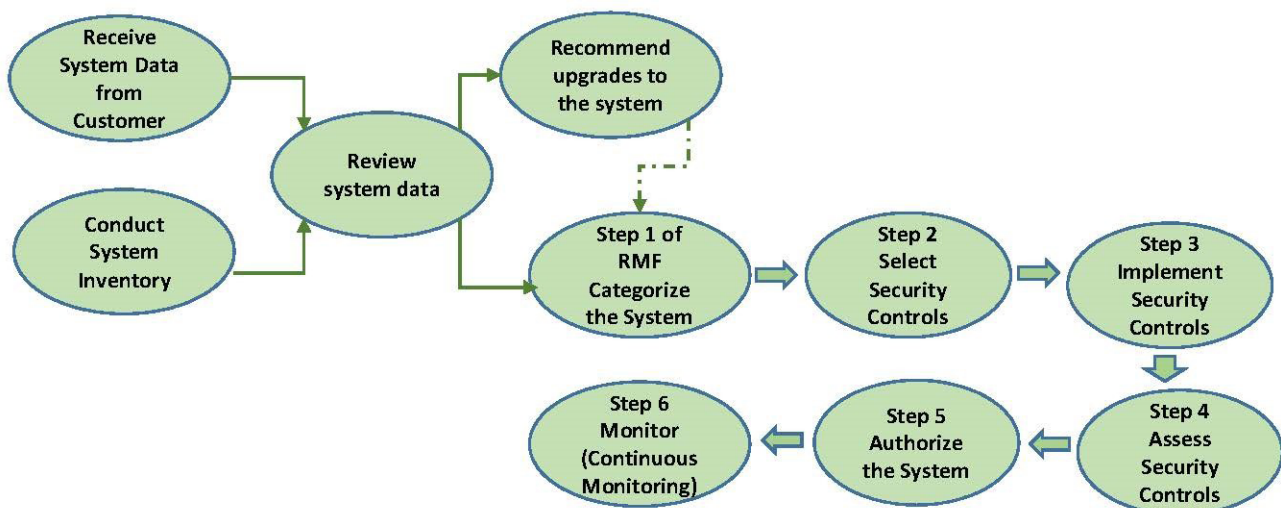 Receive
System Data
from
Customer
Conduct
System
Inventory
Review
system data
Recommend
upgrades to
the system
Step 1 of
RMF
Categorize
the System
Step 2
Select
Security
Controls
Step 3
Implement
Security
Controls
Step 4
Assess
Security
Controls
Step 5
Authorize
the System
Step 6
Monitor
(Continuous
Monitoring)